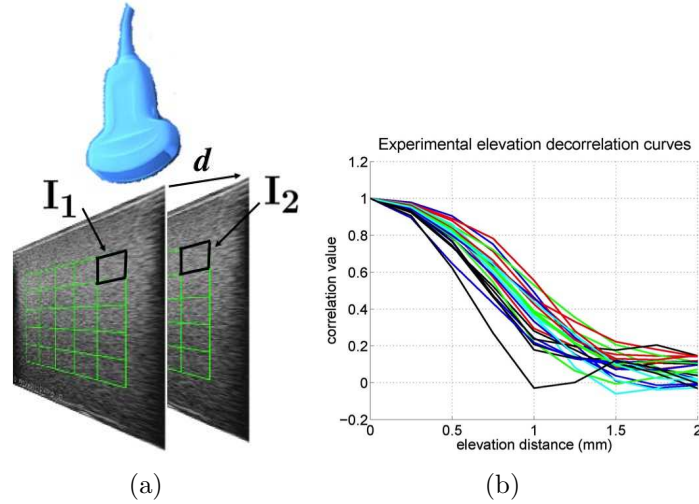 d
I1
I2
(a)
Experimental elevation decorrelation curves
correlation value
1.2
1
0.8
0.6
0.4
0.2
0
−0.2
0
0.5
1
1.5
2
elevation distance (mm)
(b)